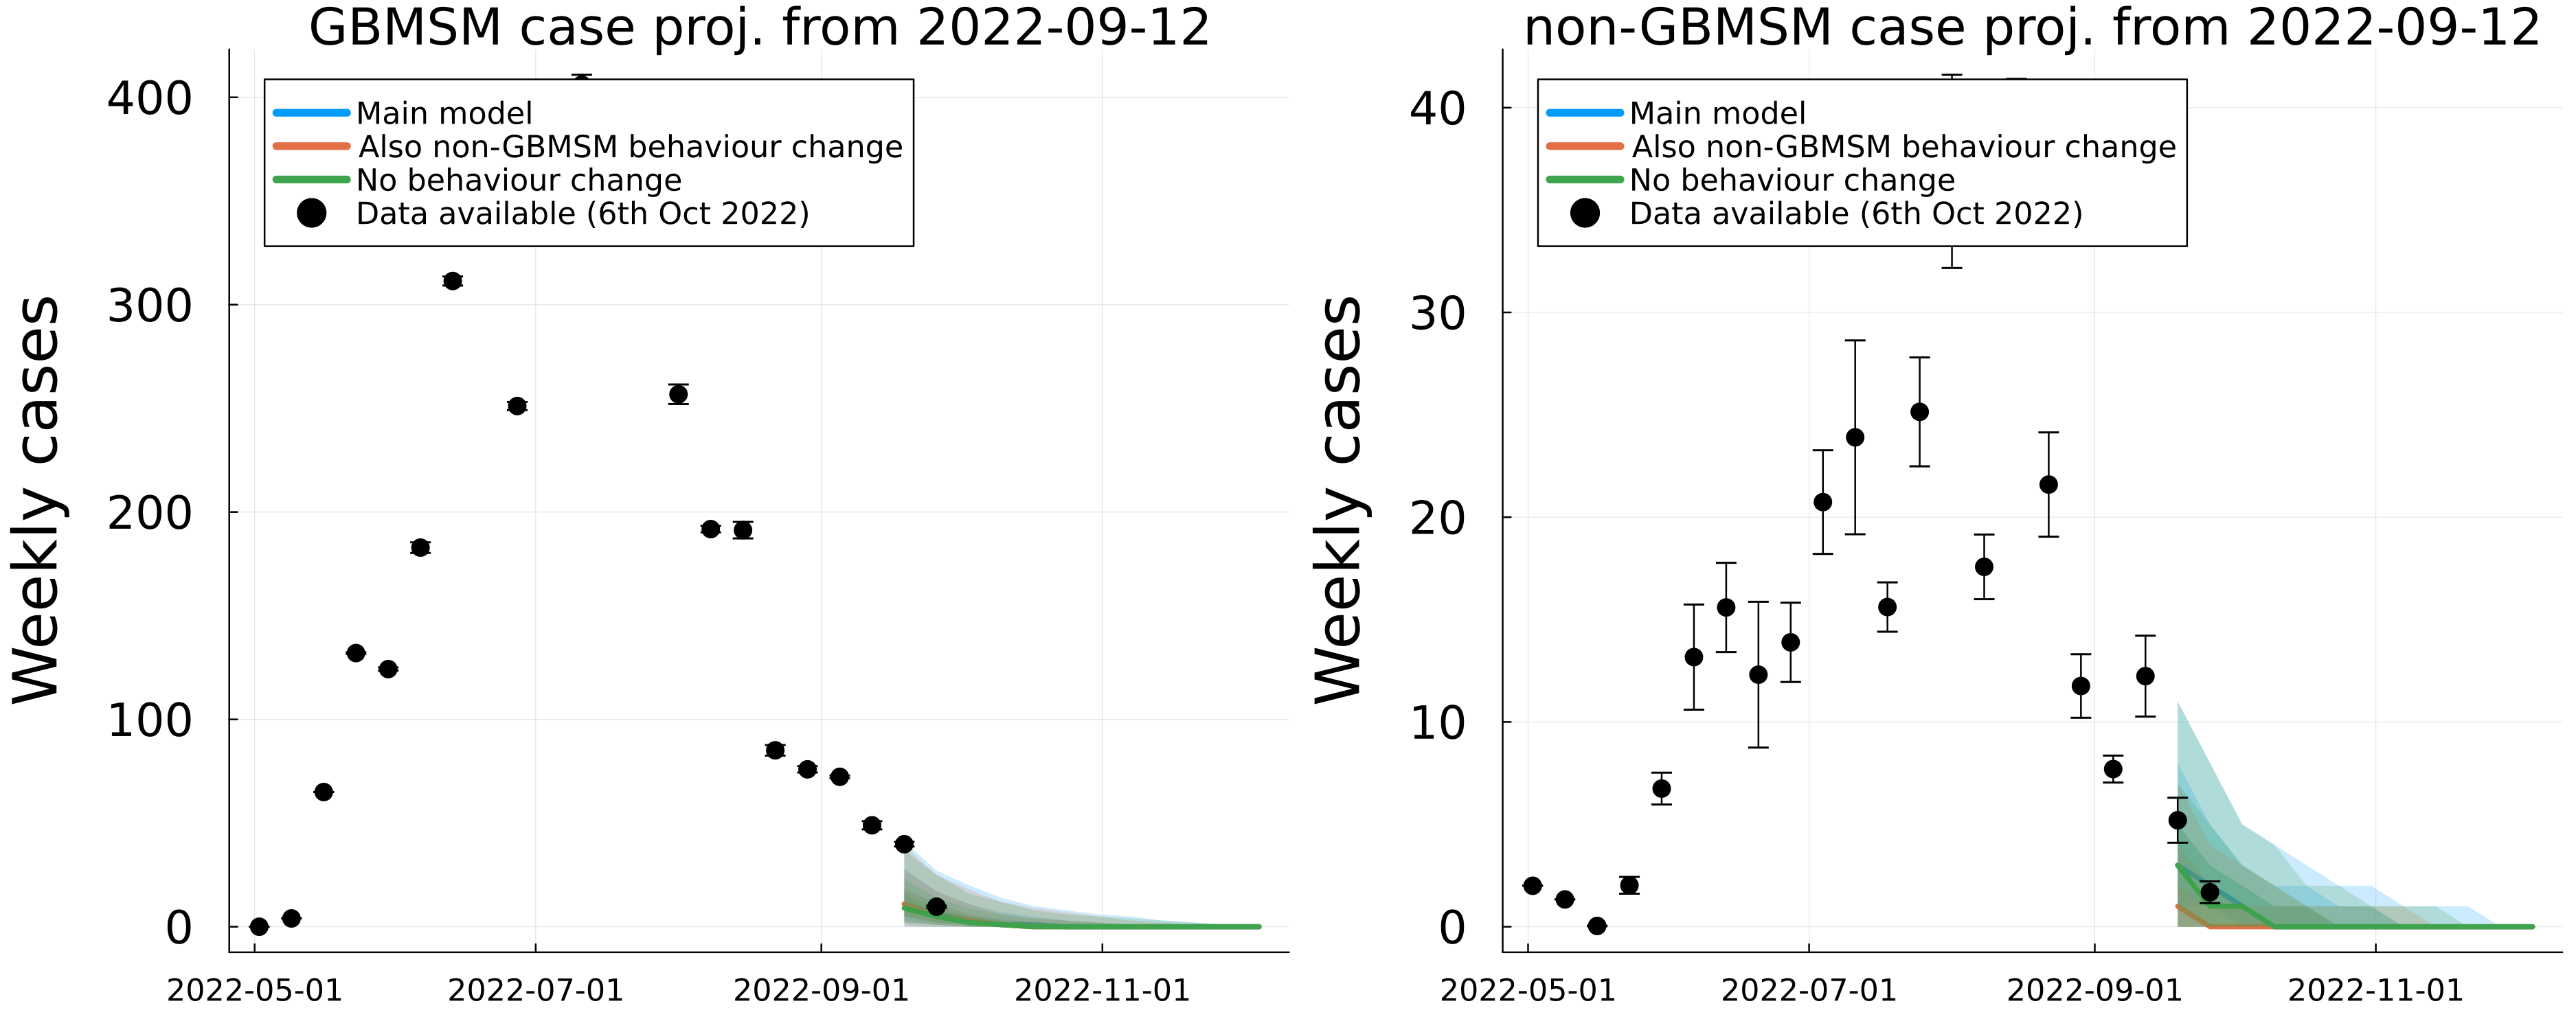 GBMSM case proj. from 2022-09-12
Main model
Also non-GBMSM behaviour change
No behaviour change
Data available (6th Oct 2022)
Weekly cases
400
300
200
100
0
2022-05-01
2022-07-01
2022-09-01
2022-11-01
non-GBMSM case proj. from 2022-09-12
Main model
Also non-GBMSM behaviour change
No behaviour change
Data available (6th Oct 2022)
Weekly cases
40
30
20
10
0
2022-05-01
2022-07-01
2022-09-01
2022-11-01